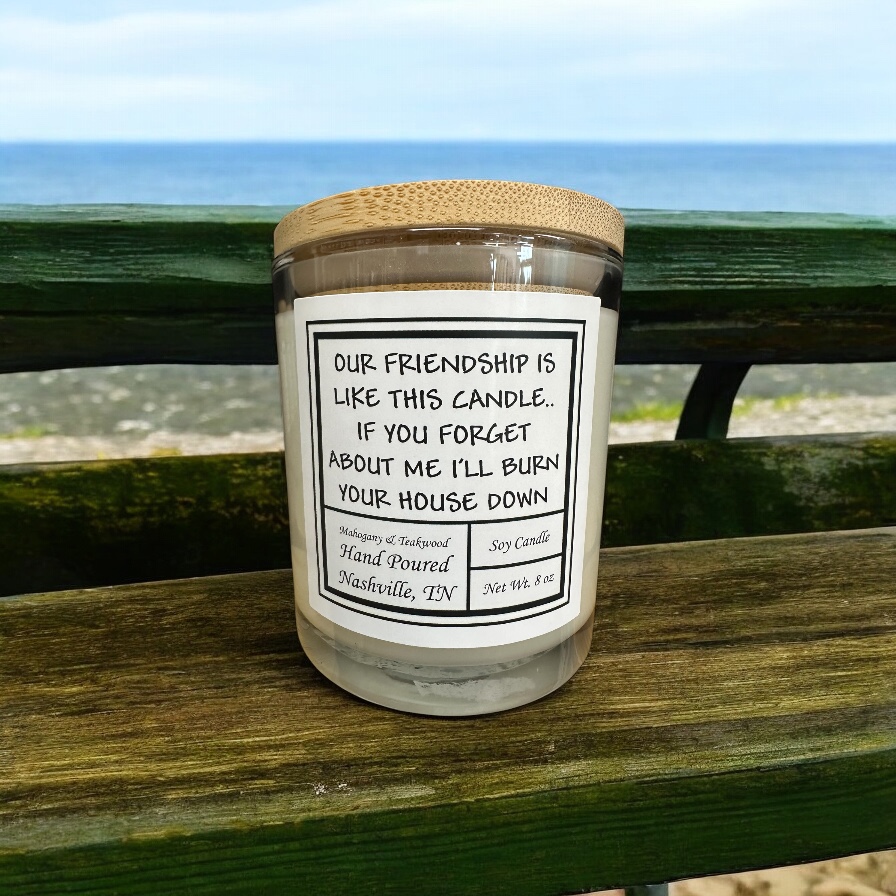 OUR FRIENDSHIP IS
LIKE THIS CANDLE..
IF YOU FORGET
ABOUT ME I'LL BURN
YOUR HOUSE DOWN
Mahogany & Teakwood
Hand Poured
Nashville, TN
Soy Candle
Net Wt. 8 oz